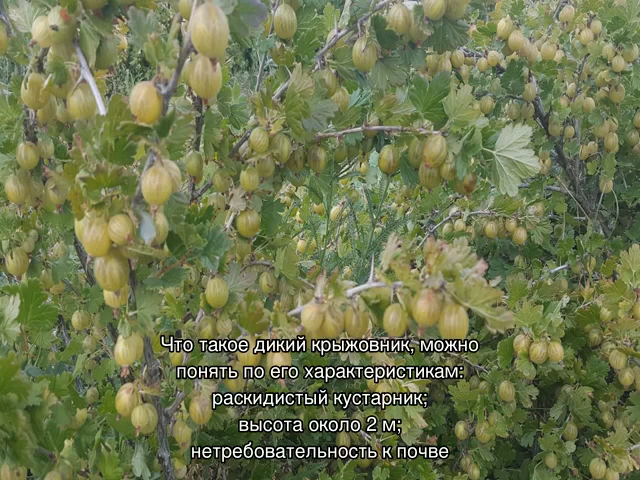 Что такое дикий крыжовник, можно
понять по его характеристикам:
раскидистый кустарник;
высота около 2 м;
нетребовательность к почве